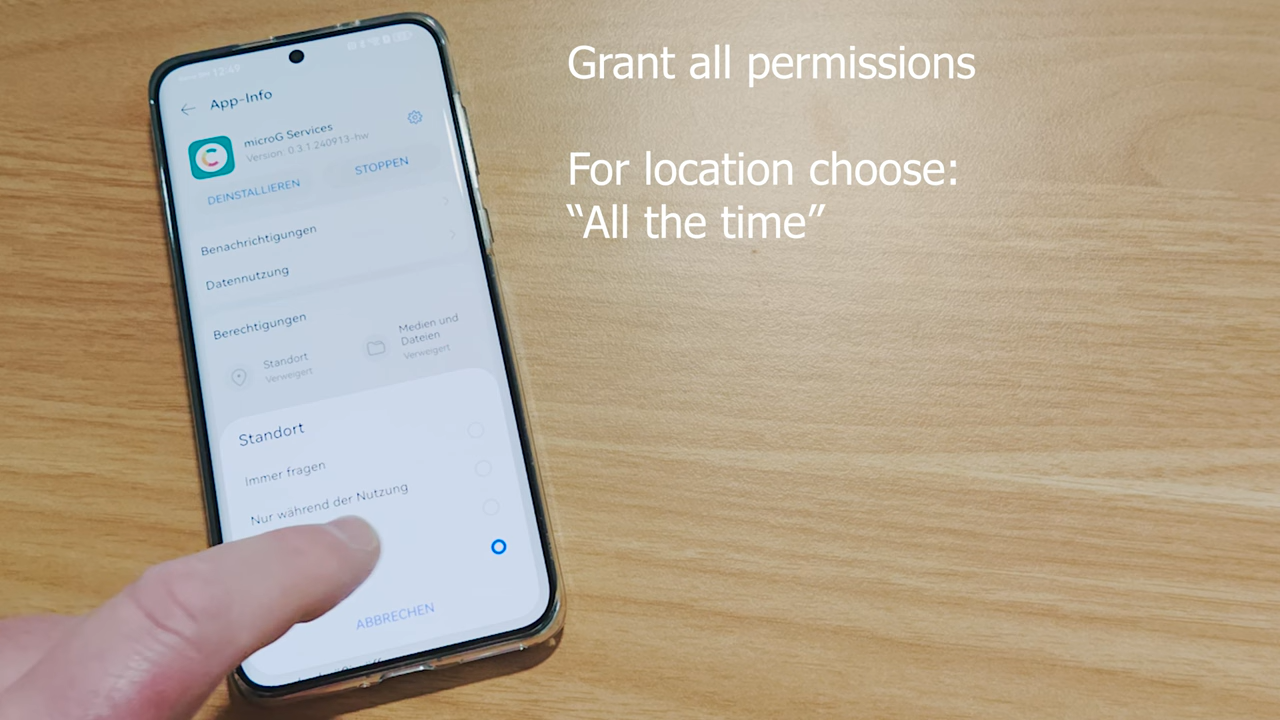 Grant all permissions
For location choose:
“All the time”
12:49
App-Info
microG Services
Version: 0.3.1.240913-hw
DEINSTALLIEREN
STOPPEN
Benachrichtigungen
Datennutzung
Berechtigungen
Standort
Verweigert
Medien und
Dateien
Verweigert
Standort
Immer fragen
Nur während der Nutzung
ABBRECHEN